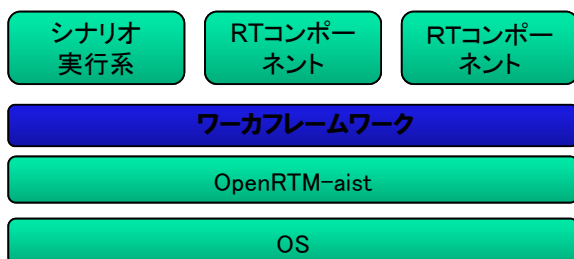 シナリオ
実行系
RTコンポー
ネント
RTコンポー
ネント
ワーカフレームワーク
OpenRTM-aist
OS